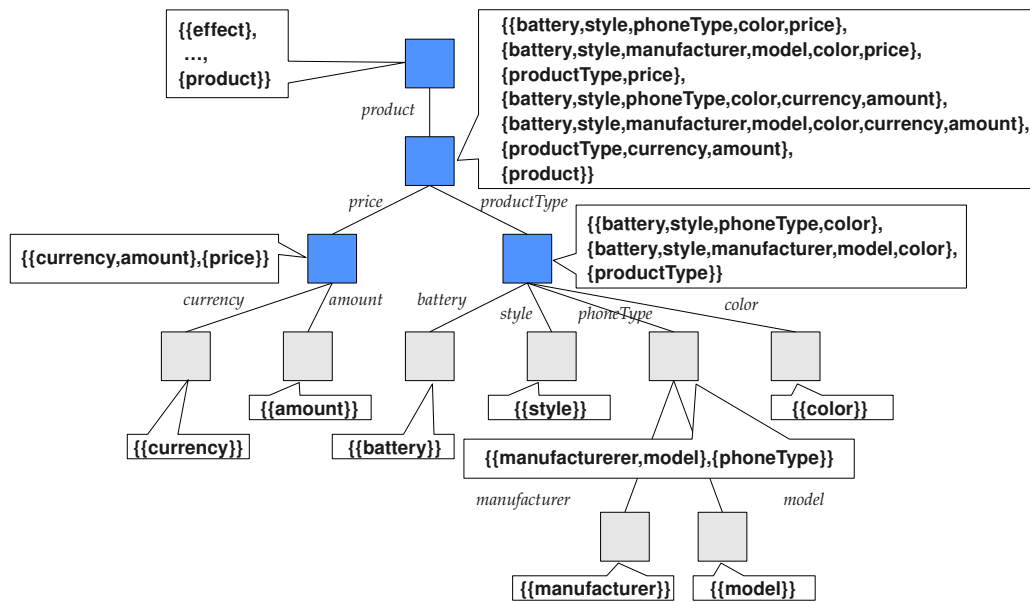 {{effect},
…,
{product}}
{{battery,style,phoneType,color,price},
{battery,style,manufacturer,model,color,price},
{productType,price},
{battery,style,phoneType,color,currency,amount},
{battery,style,manufacturer,model,color,currency,amount},
{productType,currency,amount},
{product}}
product
price
productType
{{currency,amount},{price}}
{{battery,style,phoneType,color},
{battery,style,manufacturer,model,color},
{productType}}
currency
amount
battery
style
phoneType
color
{{currency}}
{{amount}}
{{battery}}
{{style}}
{{color}}
{{manufacturerer,model},{phoneType}}
manufacturer
model
{{manufacturer}}
{{model}}